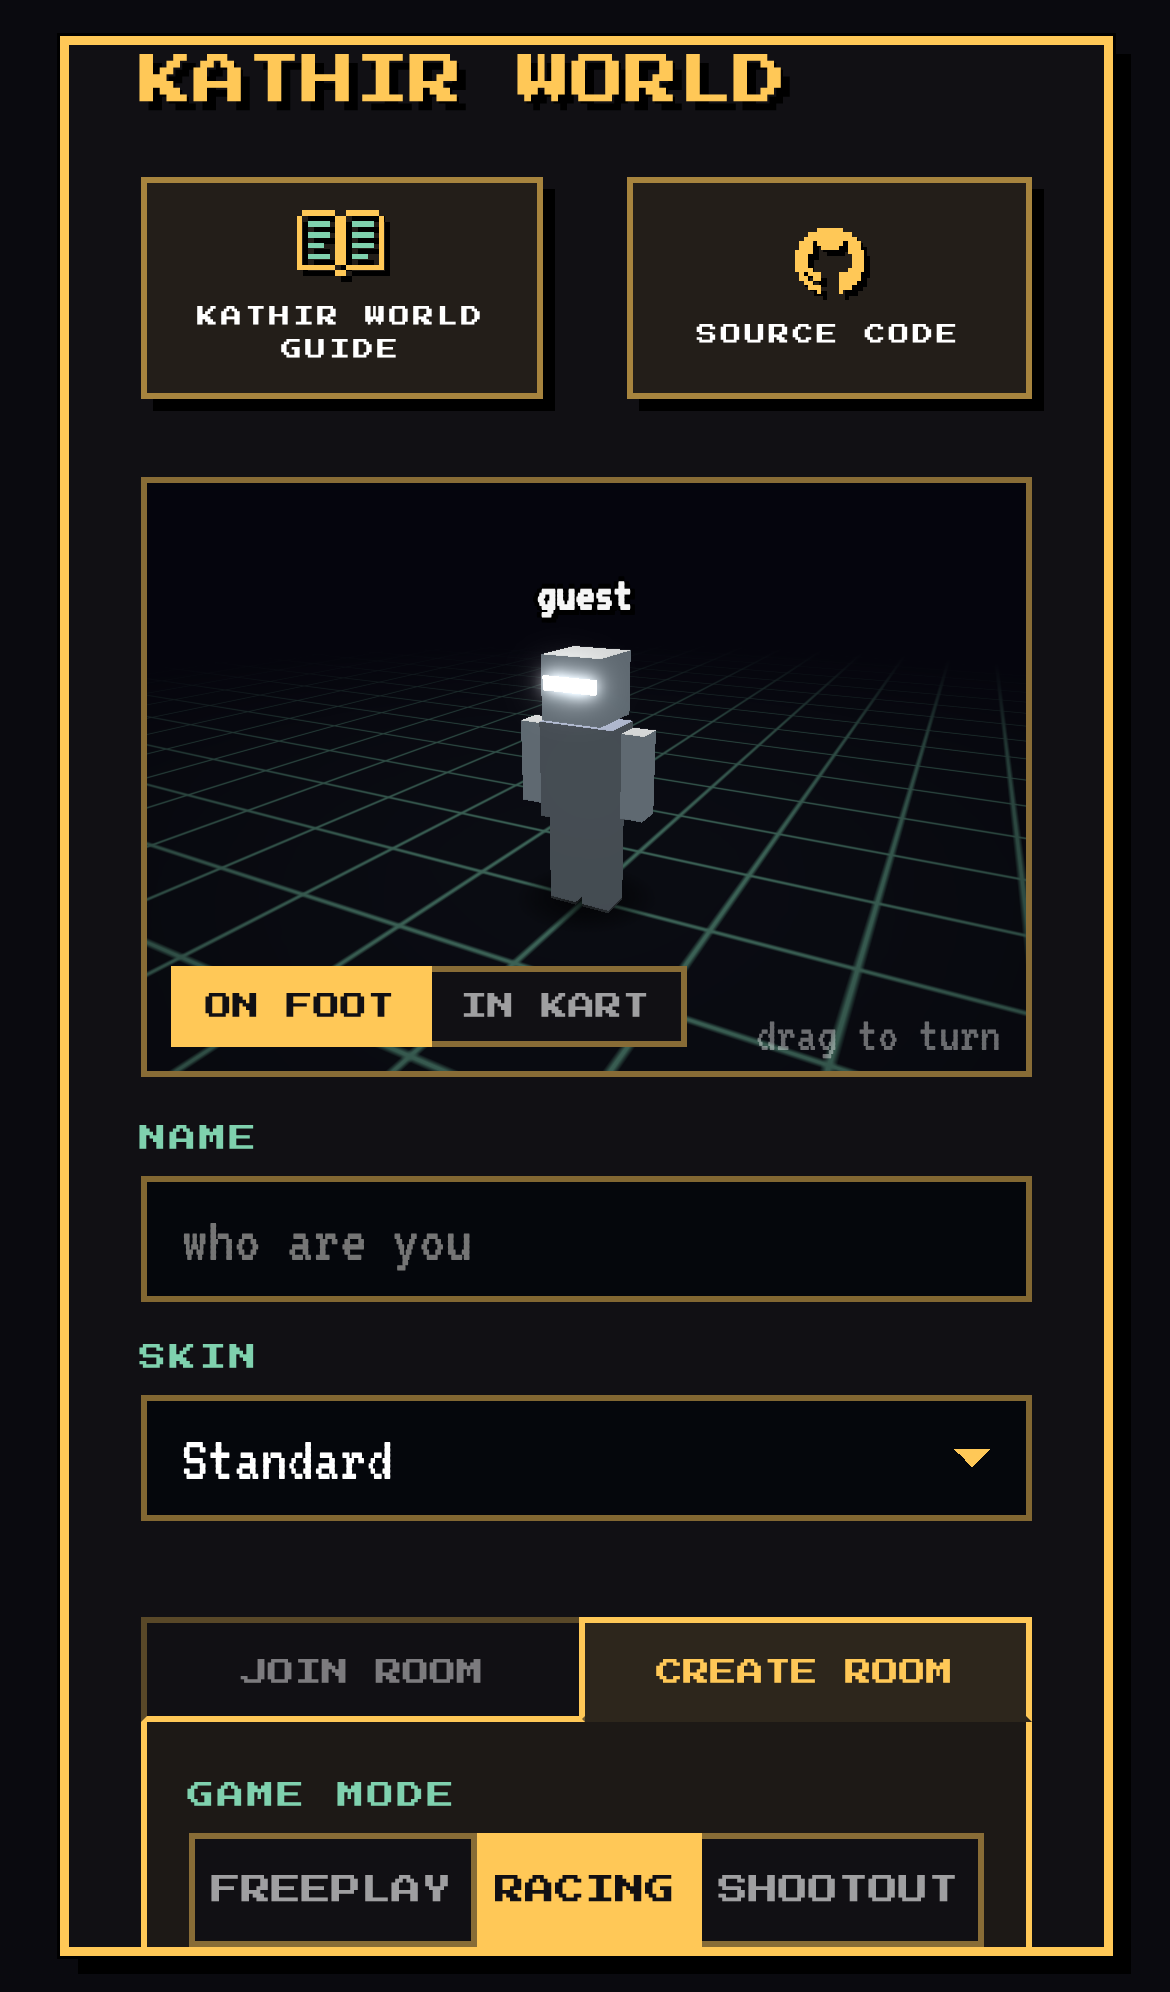 KATHIR WORLD
KATHIR WORLD
GUIDE
SOURCE CODE
guest
ON FOOT
IN KART
drag to turn
NAME
who are you
SKIN
Standard
JOIN ROOM
CREATE ROOM
GAME MODE
FREEPLAY
RACING
SHOOTOUT